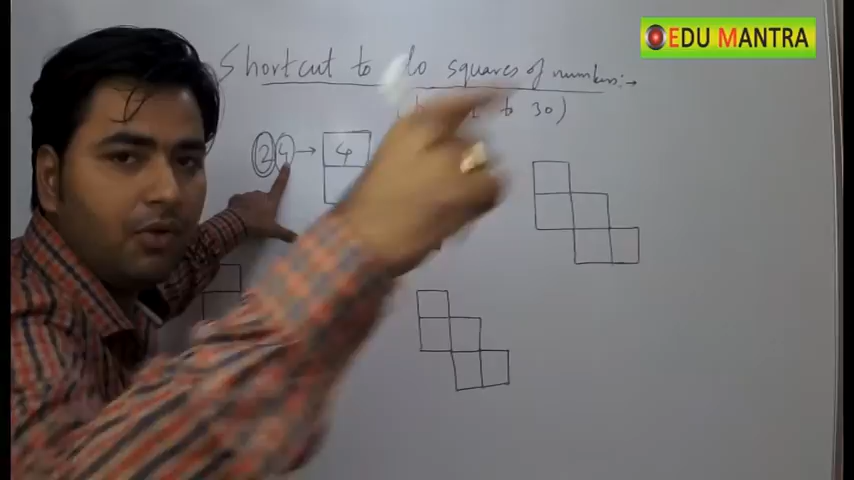 EDU MANTRA
Shortcut to do squares of numbers:→
to 30)
24 → 4